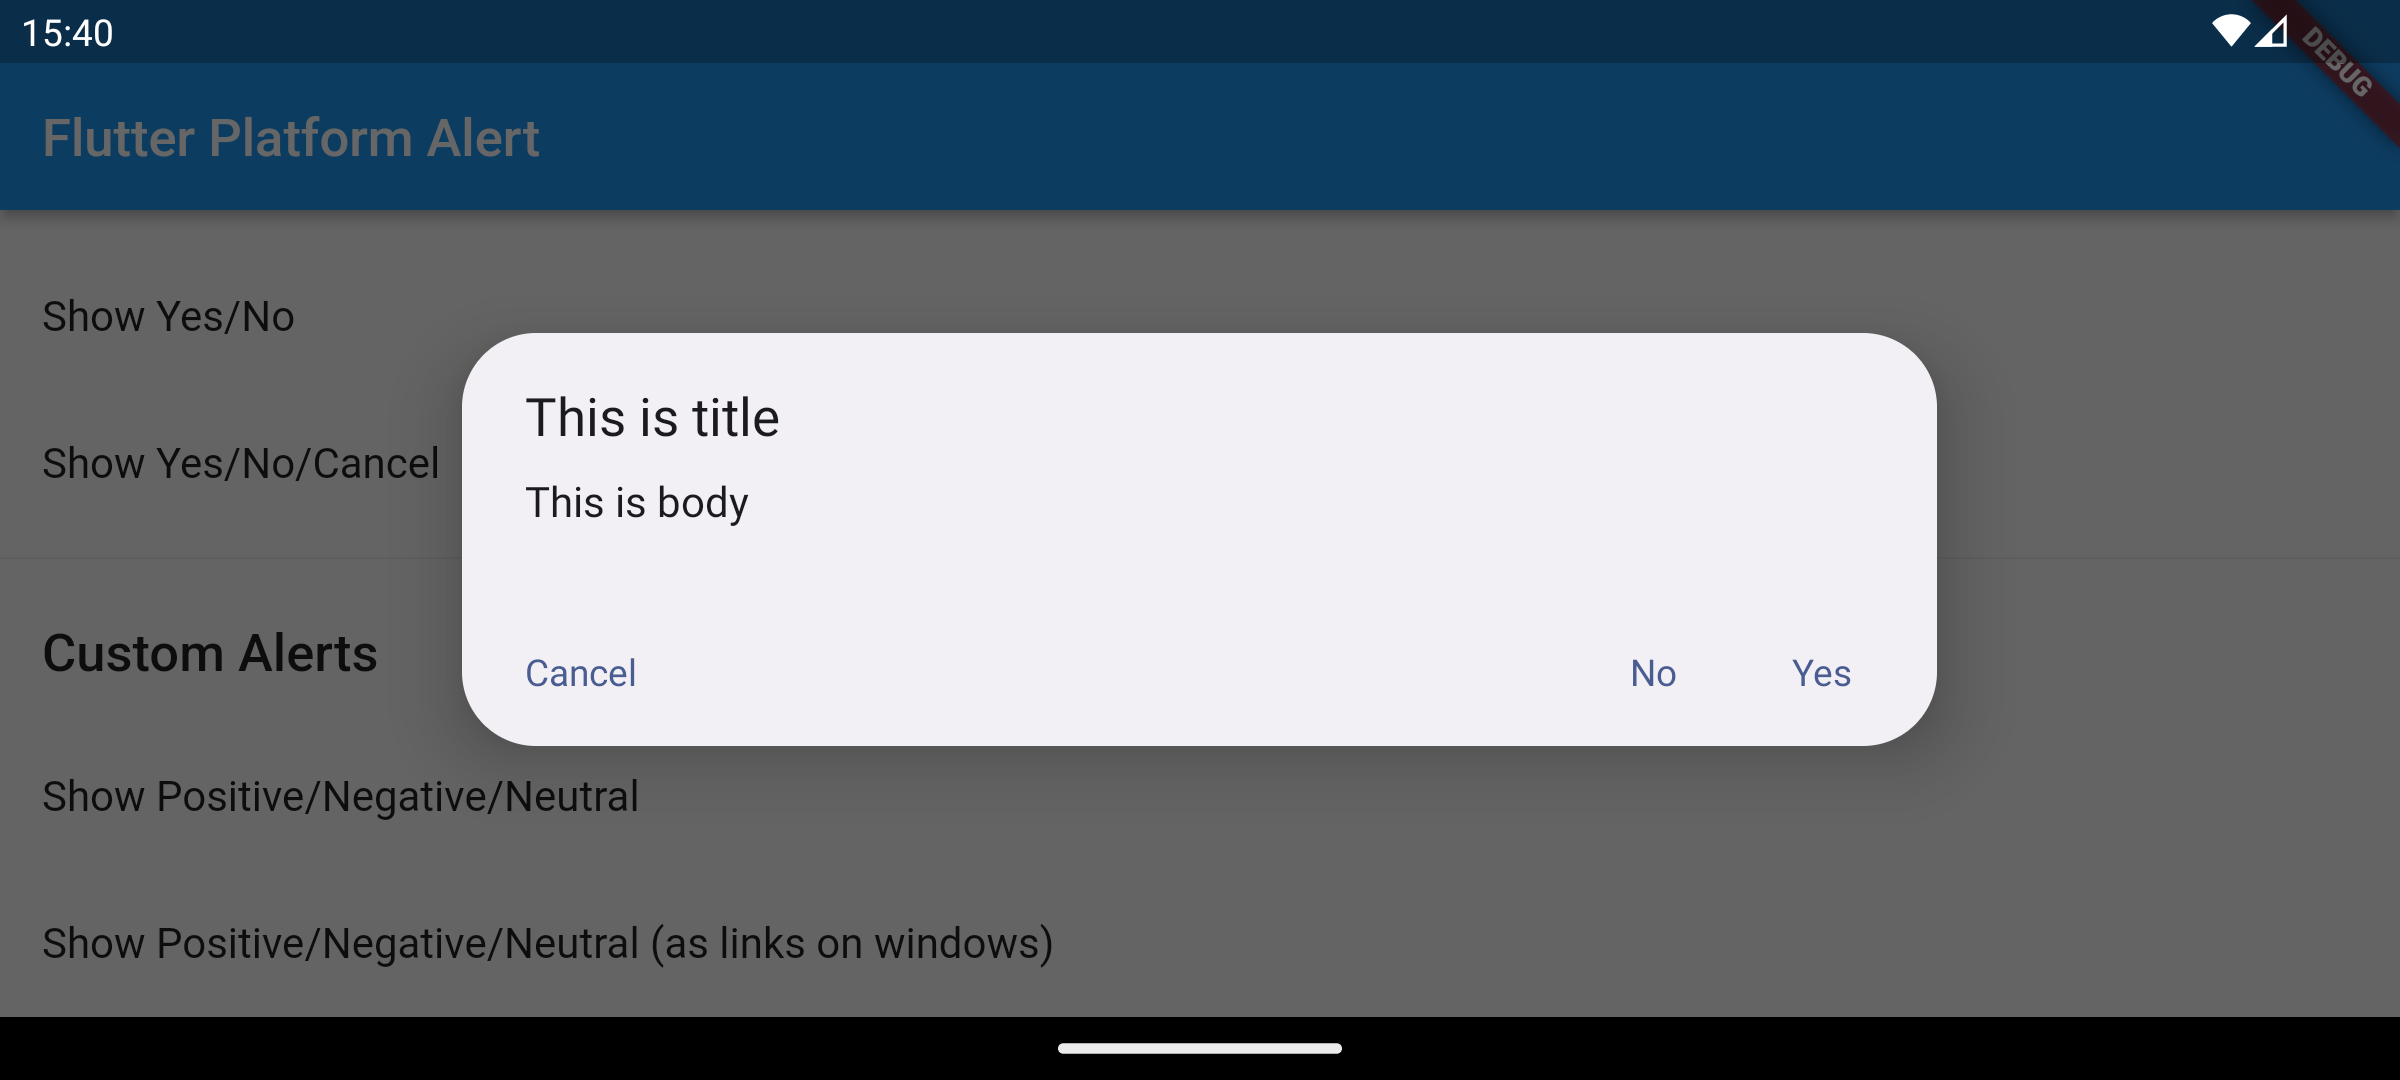 15:40
DEBUG
Flutter Platform Alert
Show Yes/No
Show Yes/No/Cancel
This is title
This is body
Cancel No Yes
Custom Alerts
Show Positive/Negative/Neutral
Show Positive/Negative/Neutral (as links on windows)